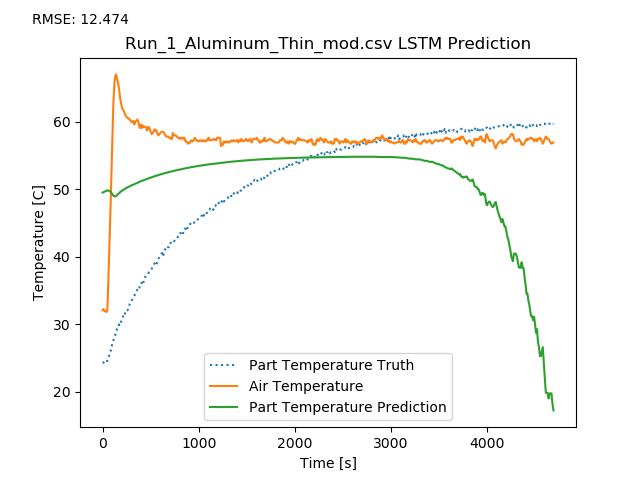 RMSE: 12.474
Run_1_Aluminum_Thin_mod.csv LSTM Prediction
Temperature [C]
60
50
40
30
20
Part Temperature Truth
Air Temperature
Part Temperature Prediction
0 1000 2000 3000 4000
Time [s]